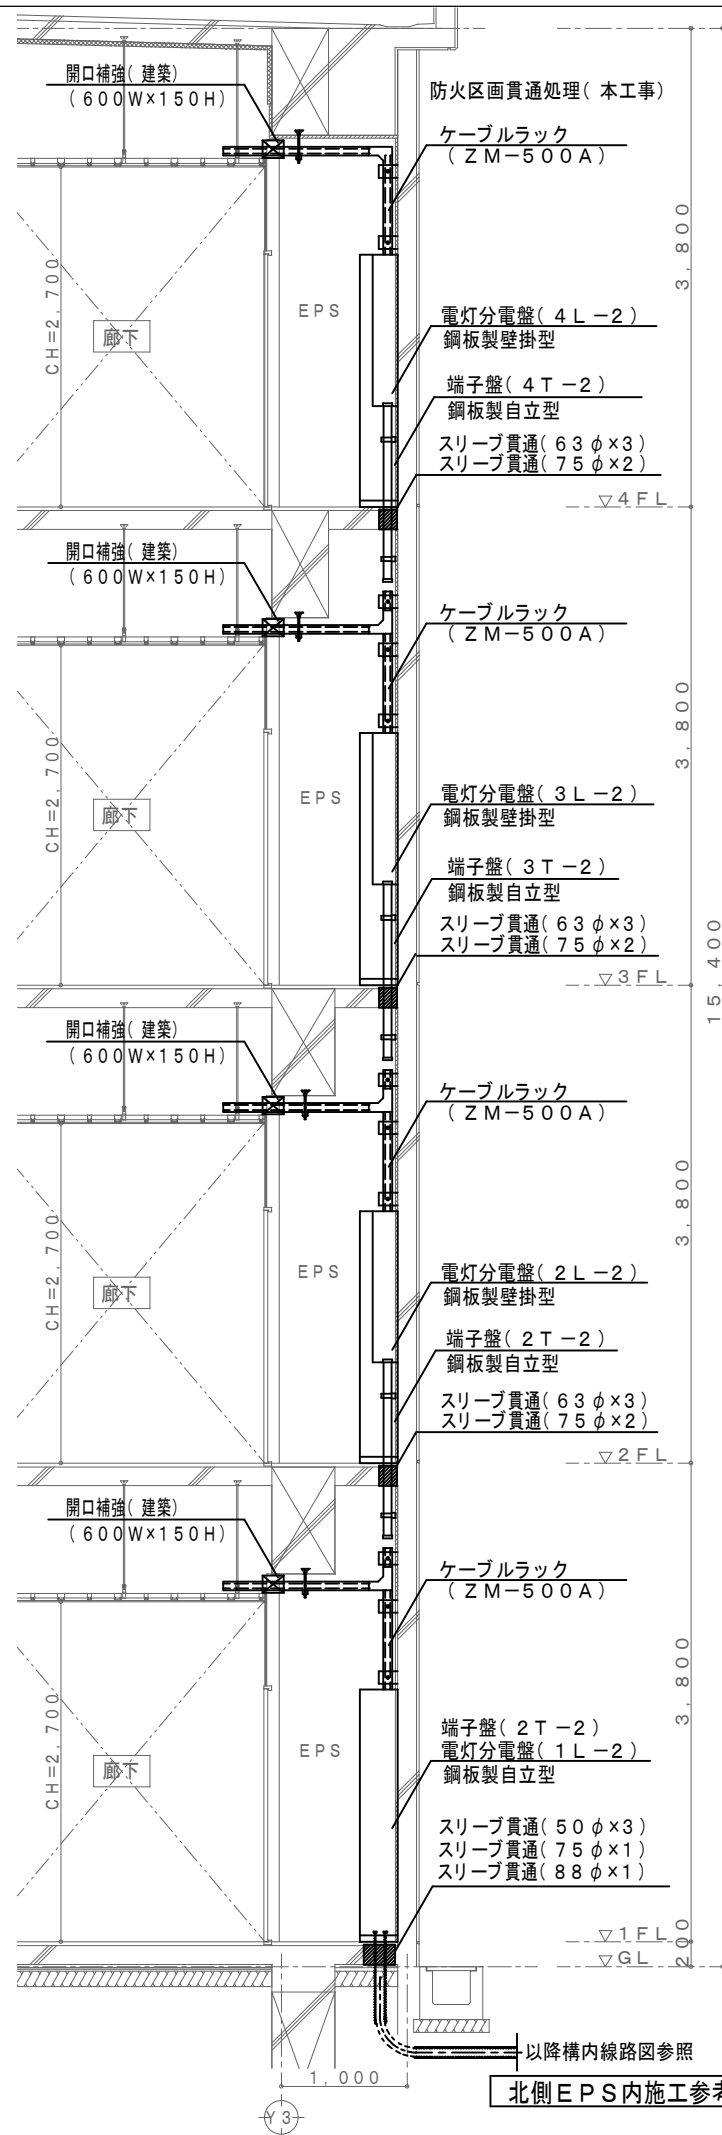 開口補強(建築)
(600W×150H)
防火区画貫通処理(本工事)
ケーブルラック
(ZM-500A)
3,800
CH=2,700
廊下
EPS
電灯分電盤(4L-2)
鋼板製壁掛型
端子盤(4T-2)
鋼板製自立型
スリーブ貫通(63φ×3)
スリーブ貫通(75φ×2)
▽4FL
開口補強(建築)
(600W×150H)
ケーブルラック
(ZM-500A)
3,800
CH=2,700
廊下
EPS
電灯分電盤(3L-2)
鋼板製壁掛型
端子盤(3T-2)
鋼板製自立型
スリーブ貫通(63φ×3)
スリーブ貫通(75φ×2)
▽3FL
15,400
開口補強(建築)
(600W×150H)
ケーブルラック
(ZM-500A)
3,800
CH=2,700
廊下
EPS
電灯分電盤(2L-2)
鋼板製壁掛型
端子盤(2T-2)
鋼板製自立型
スリーブ貫通(63φ×3)
スリーブ貫通(75φ×2)
▽2FL
開口補強(建築)
(600W×150H)
ケーブルラック
(ZM-500A)
3,800
CH=2,700
廊下
EPS
端子盤(2T-2)
電灯分電盤(1L-2)
鋼板製自立型
スリーブ貫通(50φ×3)
スリーブ貫通(75φ×1)
スリーブ貫通(88φ×1)
▽1FL
200
▽GL
以降構内線路図参照
1,000
北側EPS内施工参考
Y3